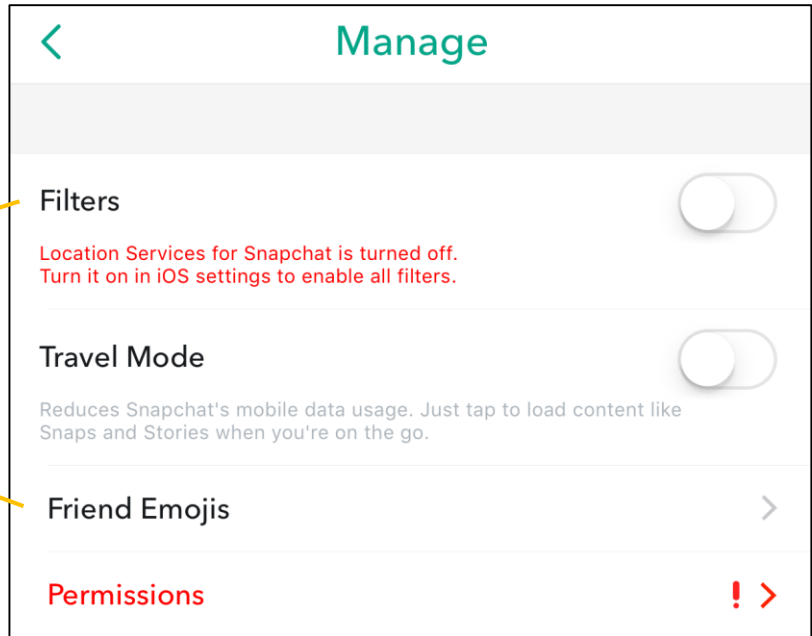 Manage
Filters
Location Services for Snapchat is turned off.
Turn it on in iOS settings to enable all filters.
Travel Mode
Reduces Snapchat's mobile data usage. Just tap to load content like
Snaps and Stories when you're on the go.
Friend Emojis
Permissions !